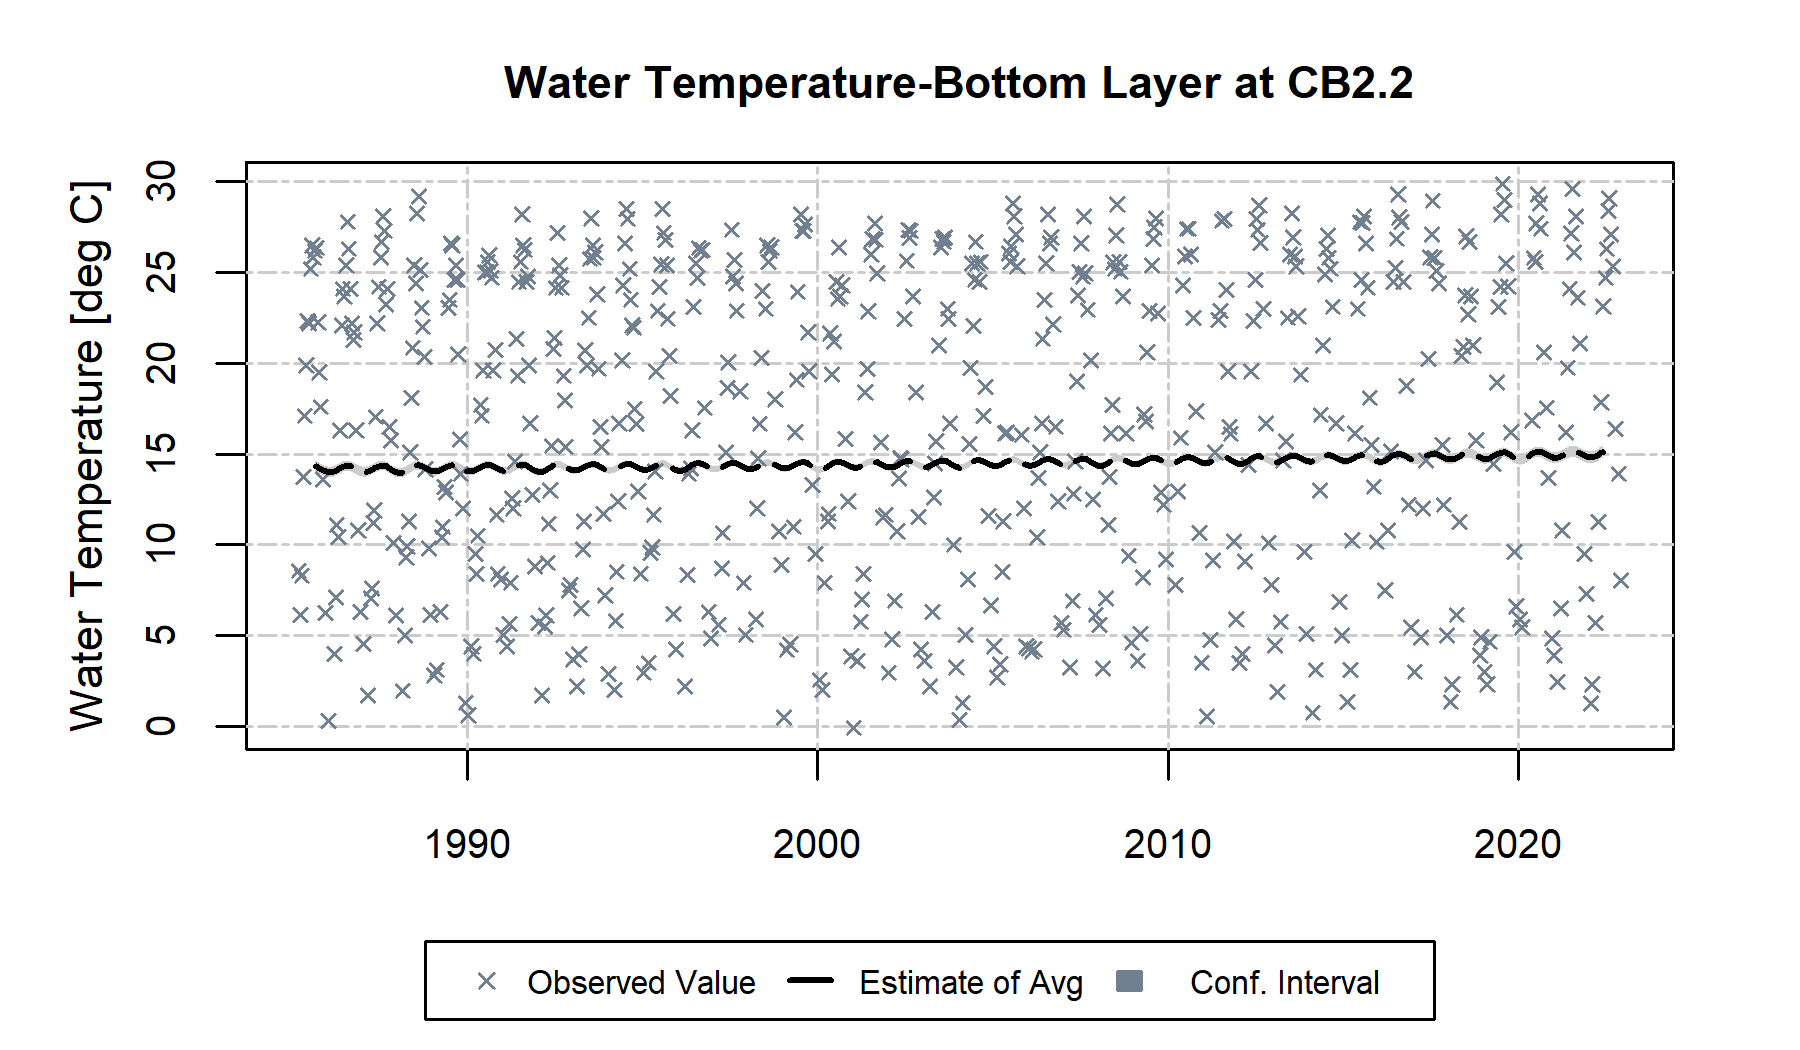 Water Temperature-Bottom Layer at CB2.2
Water Temperature [deg C]
30
25
20
15
10
5
0
1990 2000 2010 2020
Observed Value Estimate of Avg Conf. Interval